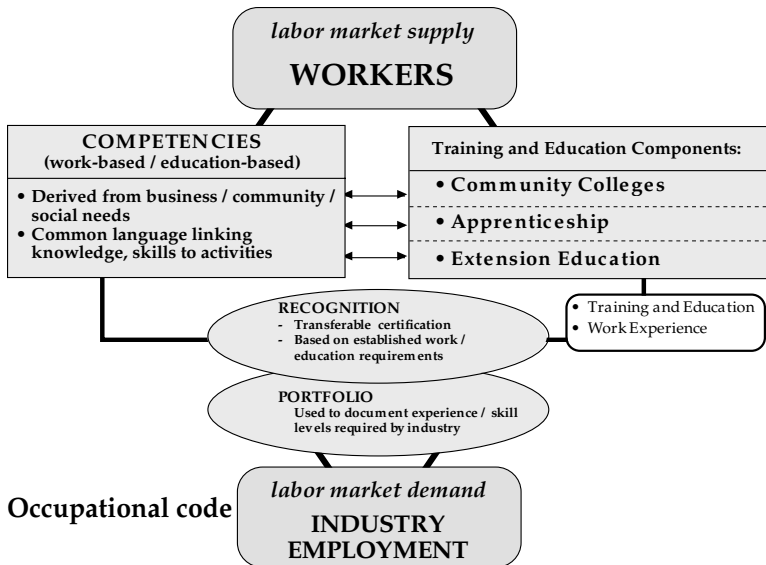 labor market supply
WORKERS
COMPETENCIES
(work-based / education-based)
• Derived from business / community /
social needs
• Common language linking
knowledge, skills to activities
Training and Education Components:
• Community Colleges
• Apprenticeship
• Extension Education
• Training and Education
• Work Experience
RECOGNITION
- Transferable certification
- Based on established work /
education requirements
PORTFOLIO
Used to document experience / skill
levels required by industry
Occupational code
labor market demand
INDUSTRY
EMPLOYMENT